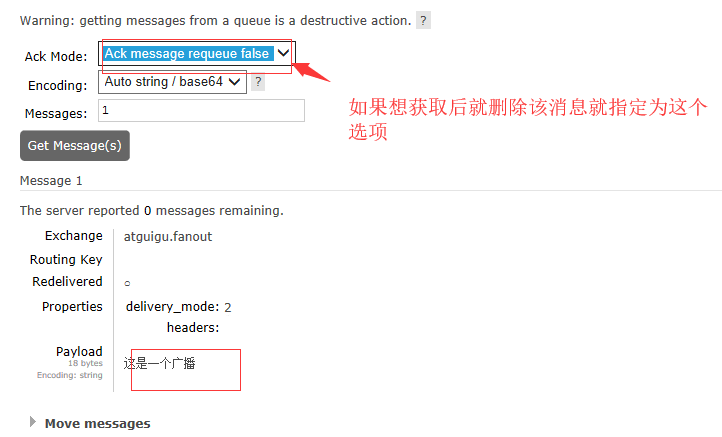 Warning: getting messages from a queue is a destructive action. ?
Ack Mode: Ack message requeue false
Encoding: Auto string / base64 ?
Messages: 1
如果想获取后就删除该消息就指定为这个
选项
Get Message(s)
Message 1
The server reported 0 messages remaining.
Exchange atguigu.fanout
Routing Key
Redelivered ○
Properties delivery_mode: 2
headers:
Payload
18 bytes
Encoding: string
这是一个广播
Move messages